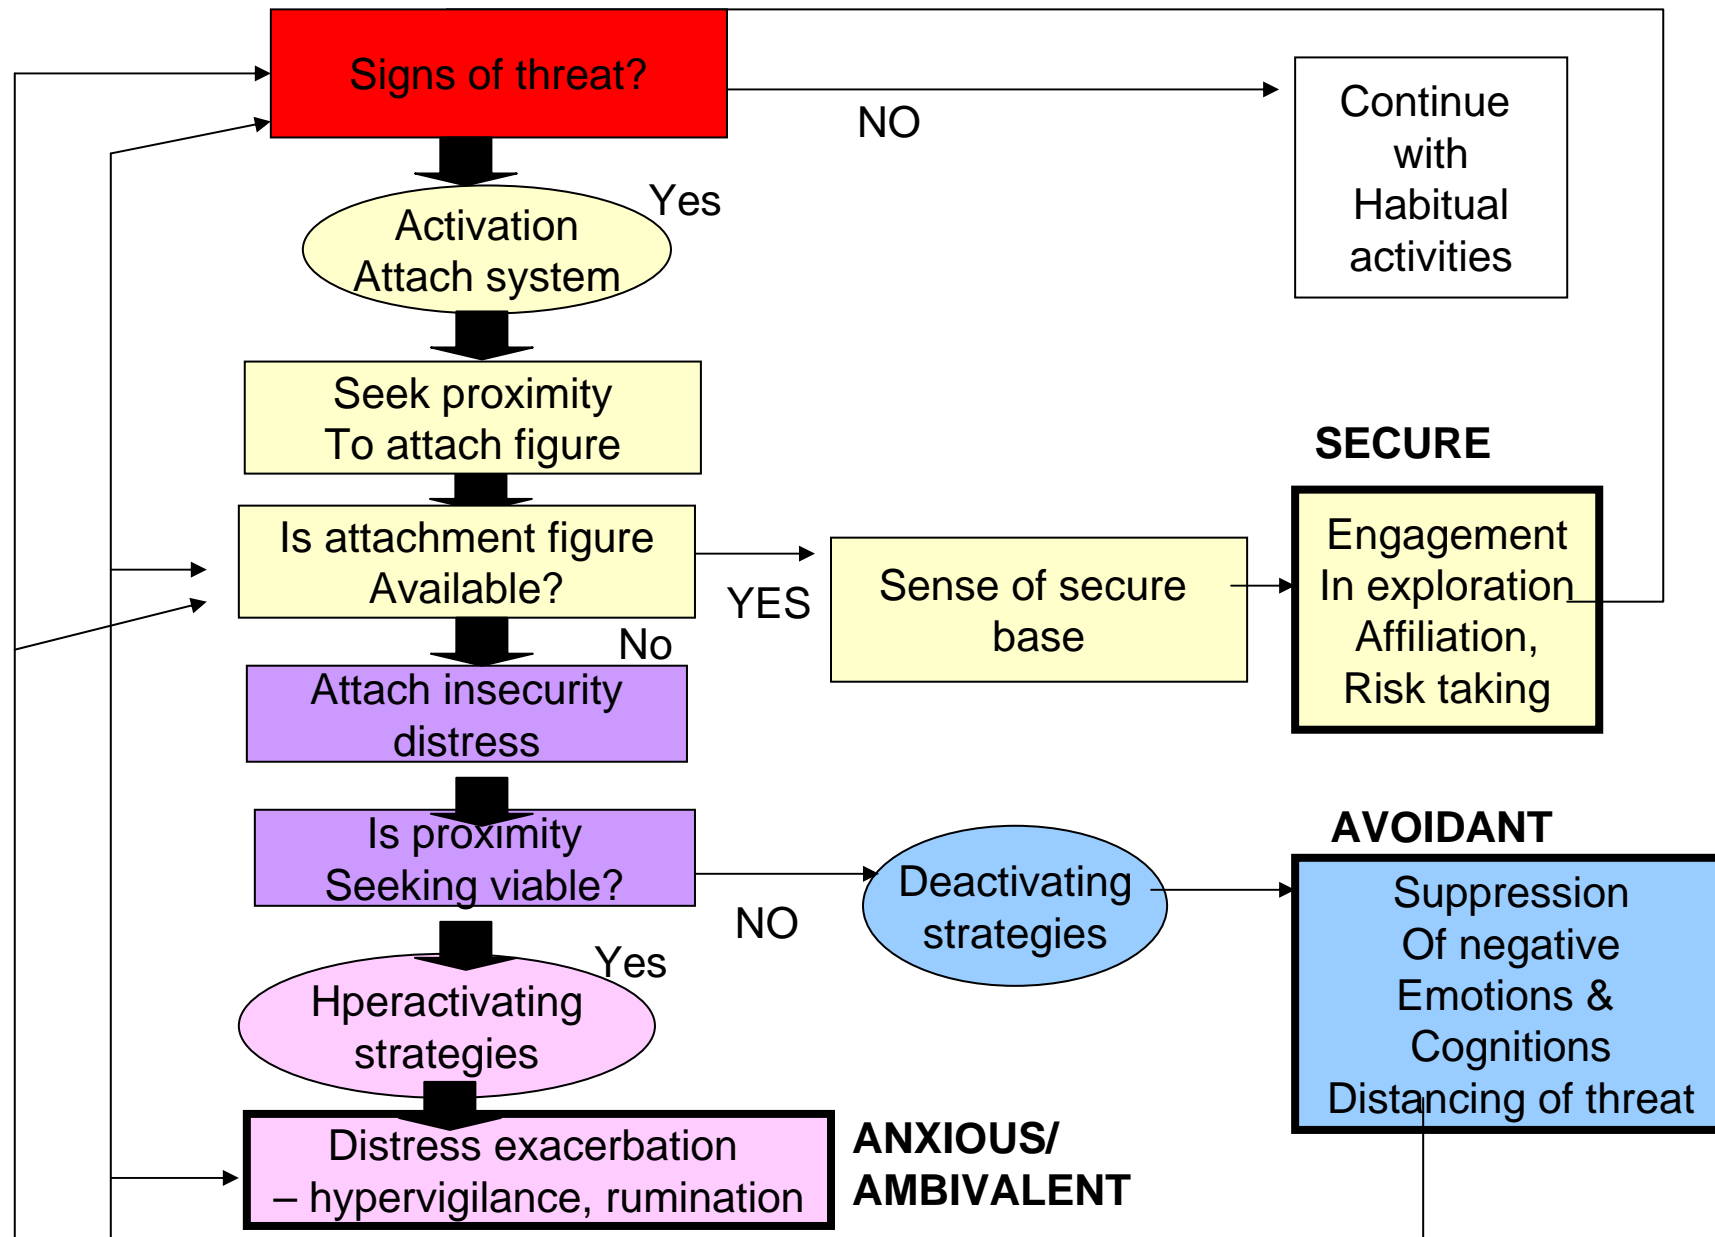 Signs of threat?
NO
Continue
with
Habitual
activities
Yes
Activation
Attach system
Seek proximity
To attach figure
SECURE
Is attachment figure
Available?
YES
No
Sense of secure
base
Engagement
In exploration
Affiliation,
Risk taking
Attach insecurity
distress
Is proximity
Seeking viable?
NO
Yes
Deactivating
strategies
AVOIDANT
Suppression
Of negative
Emotions &
Cognitions
Distancing of threat
Hperactivating
strategies
Distress exacerbation
– hypervigilance, rumination
ANXIOUS/
AMBIVALENT